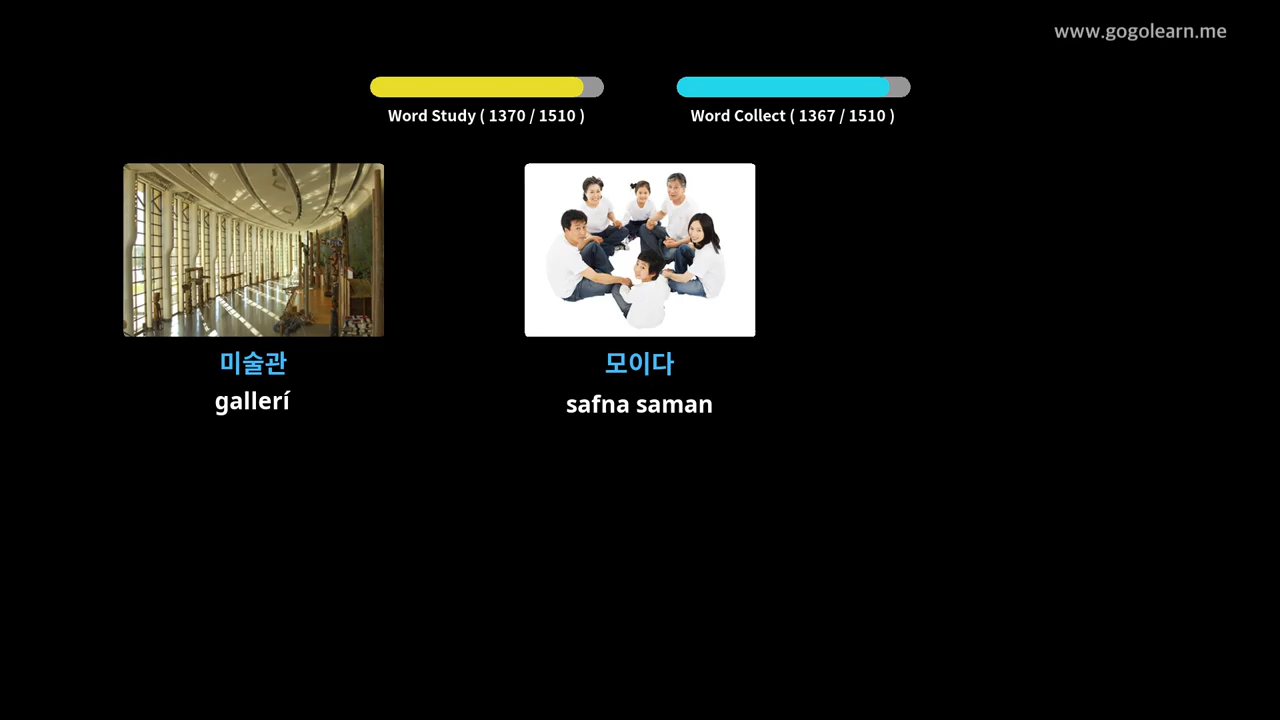 www.gogolearn.me
Word Study ( 1370 / 1510 )
Word Collect ( 1367 / 1510 )
미술관
gallerí
모이다
safna saman